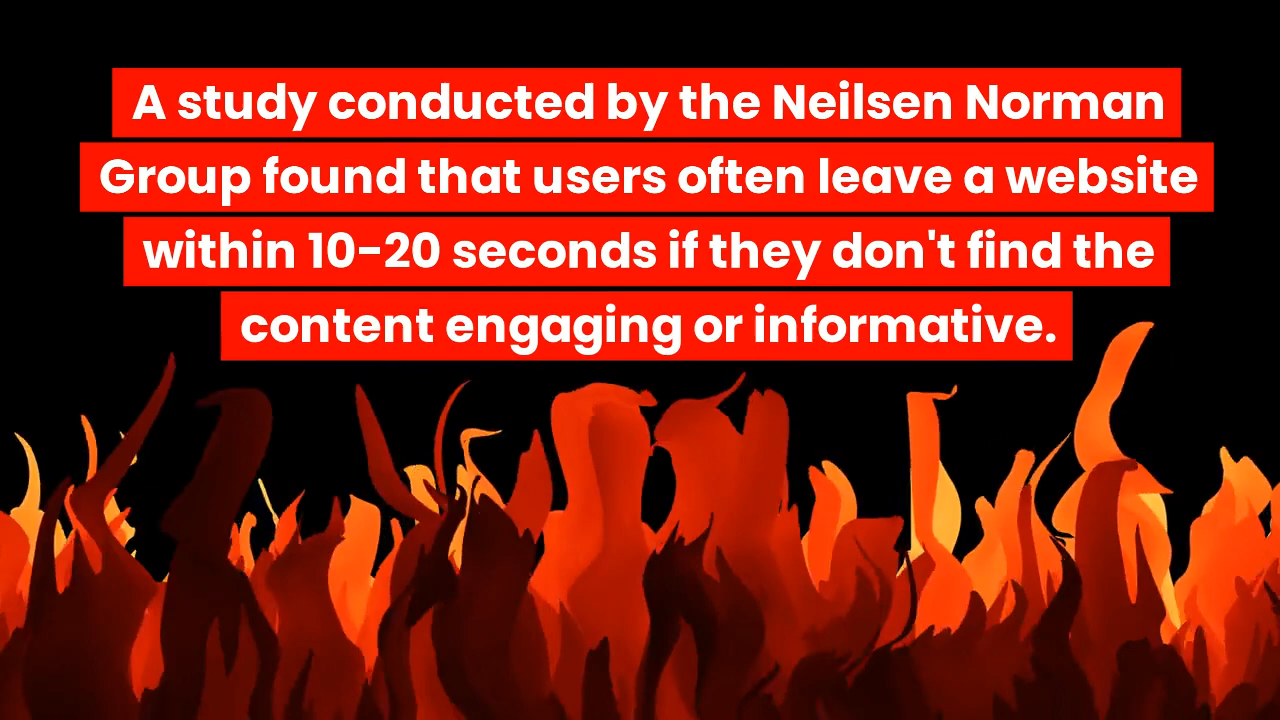 A study conducted by the Neilsen Norman
Group found that users often leave a website
within 10-20 seconds if they don't find the
content engaging or informative.